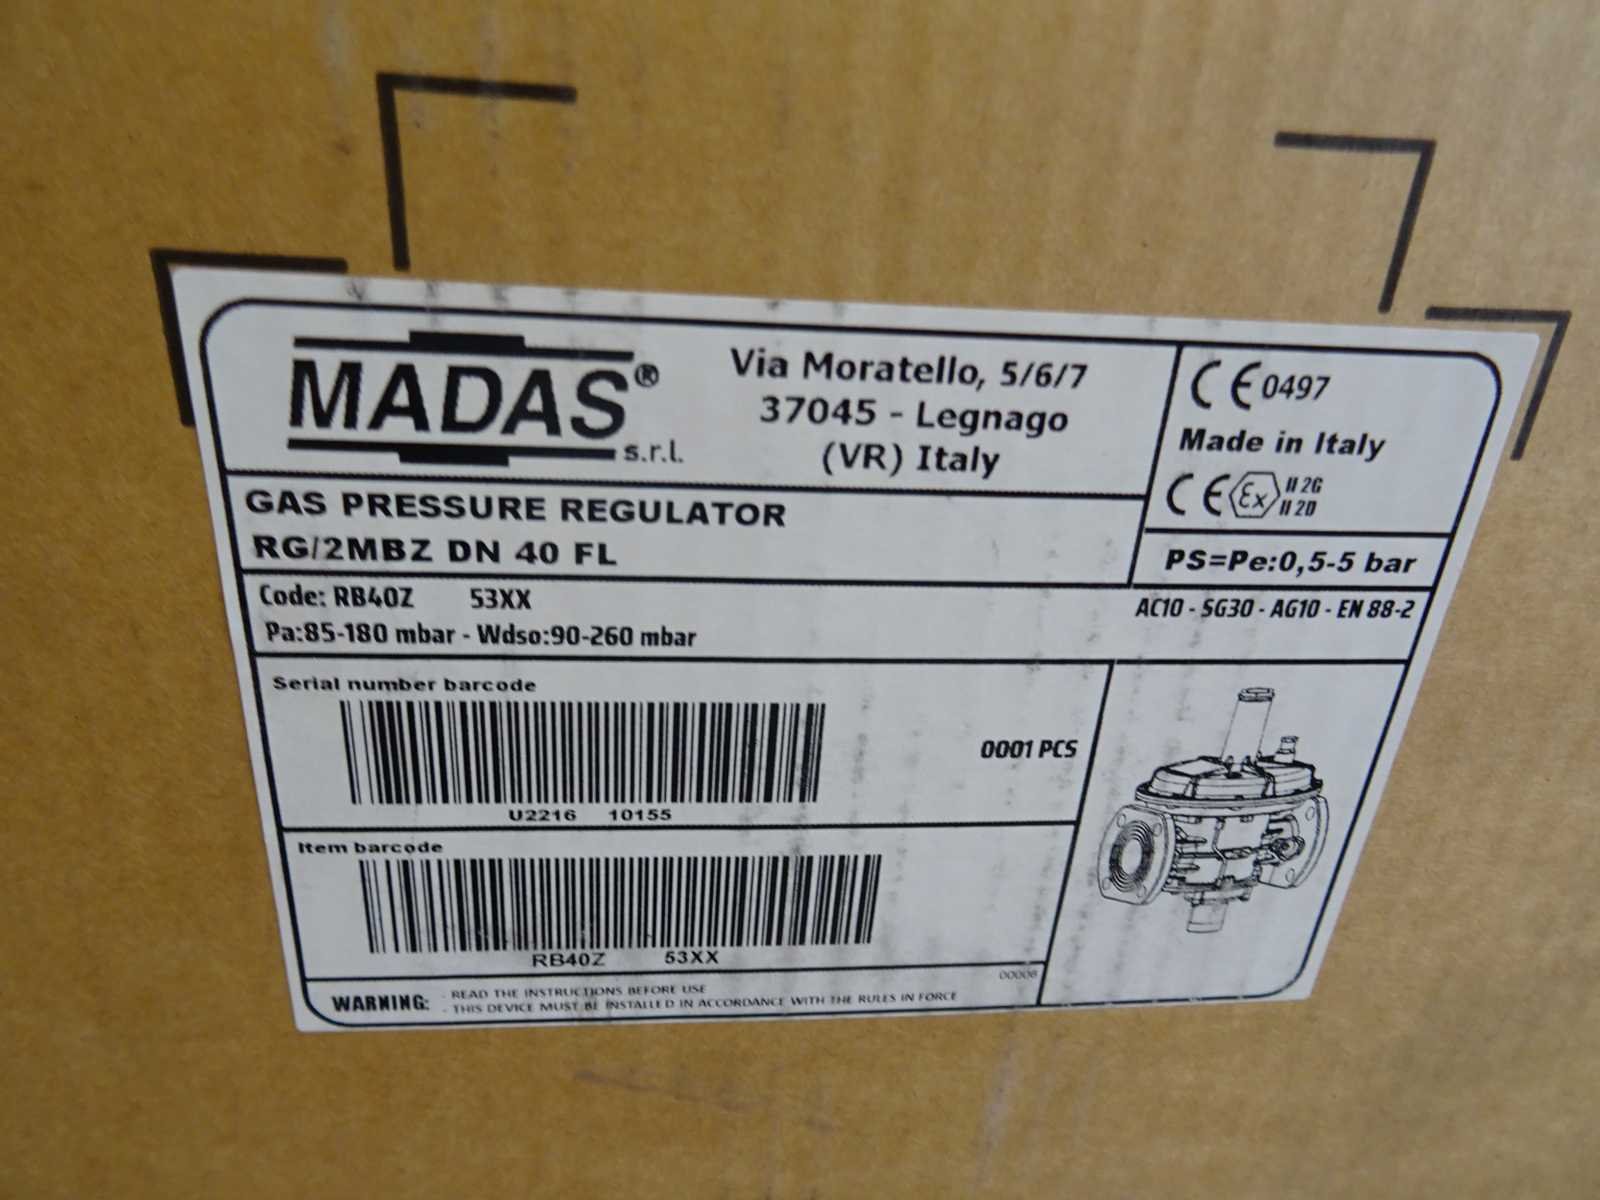 MADAS®
s.r.l.
Via Moratello, 5/6/7
37045 - Legnago
(VR) Italy
CE0497
Made in Italy
CE Ex II 2G
II 2D
GAS PRESSURE REGULATOR
RG/2MBZ DN 40 FL
PS=Pe:0,5-5 bar
Code: RB40Z 53XX
AC10 - SG30 - AG10 - EN 88-2
Pa:85-180 mbar - Wdso:90-260 mbar
Serial number barcode
0001 PCS
U2216 10155
Item barcode
RB40Z 53XX
00006
WARNING: - READ THE INSTRUCTIONS BEFORE USE
- THIS DEVICE MUST BE INSTALLED IN ACCORDANCE WITH THE RULES IN FORCE